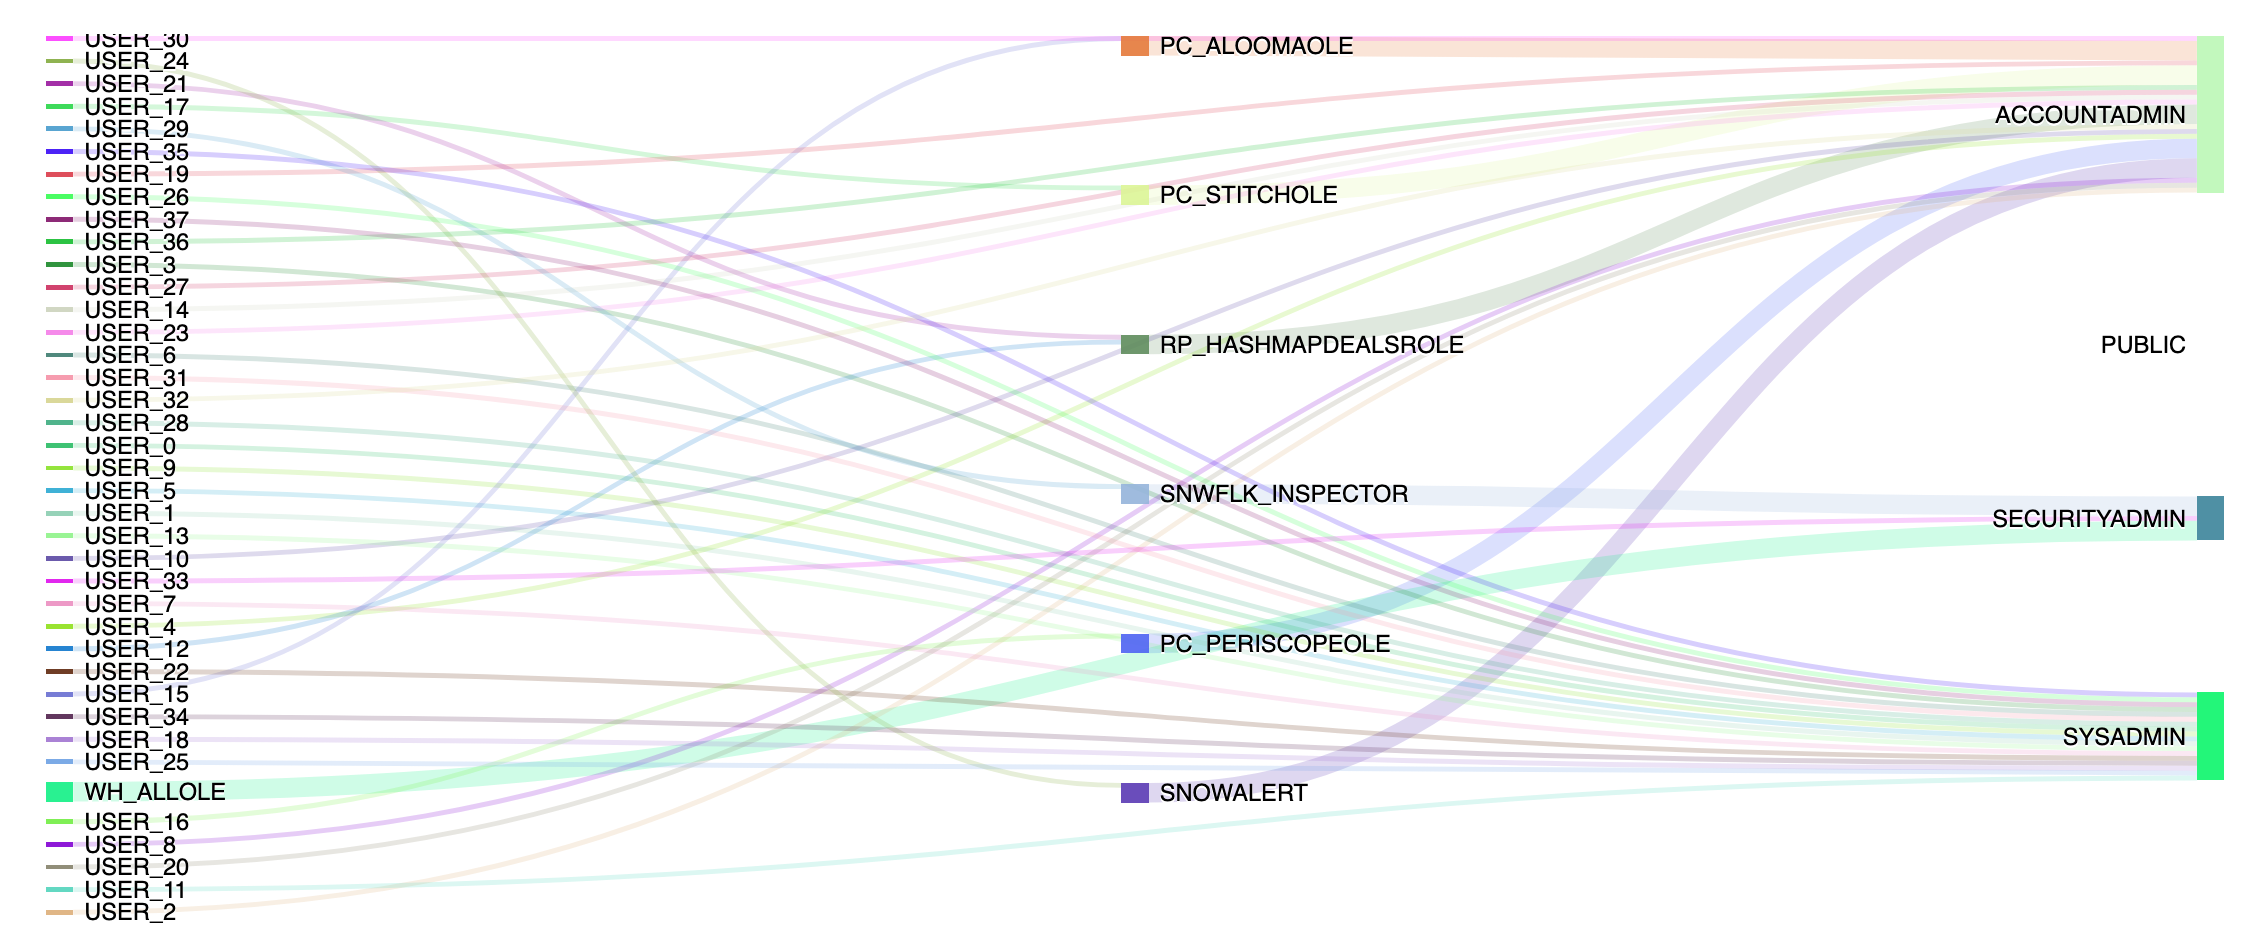 USER_30
USER_24
USER_21
USER_17
USER_29
USER_35
USER_19
USER_26
USER_37
USER_36
USER_3
USER_27
USER_14
USER_23
USER_6
USER_31
USER_32
USER_28
USER_0
USER_9
USER_5
USER_1
USER_13
USER_10
USER_33
USER_7
USER_4
USER_12
USER_22
USER_15
USER_34
USER_18
USER_25
WH_ALLOLE
USER_16
USER_8
USER_20
USER_11
USER_2
PC_ALOOMAOLE
PC_STITCHOLE
RP_HASHMAPDEALSROLE
SNWFLK_INSPECTOR
PC_PERISCOPEOLE
SNOWALERT
ACCOUNTADMIN
PUBLIC
SECURITYADMIN
SYSADMIN